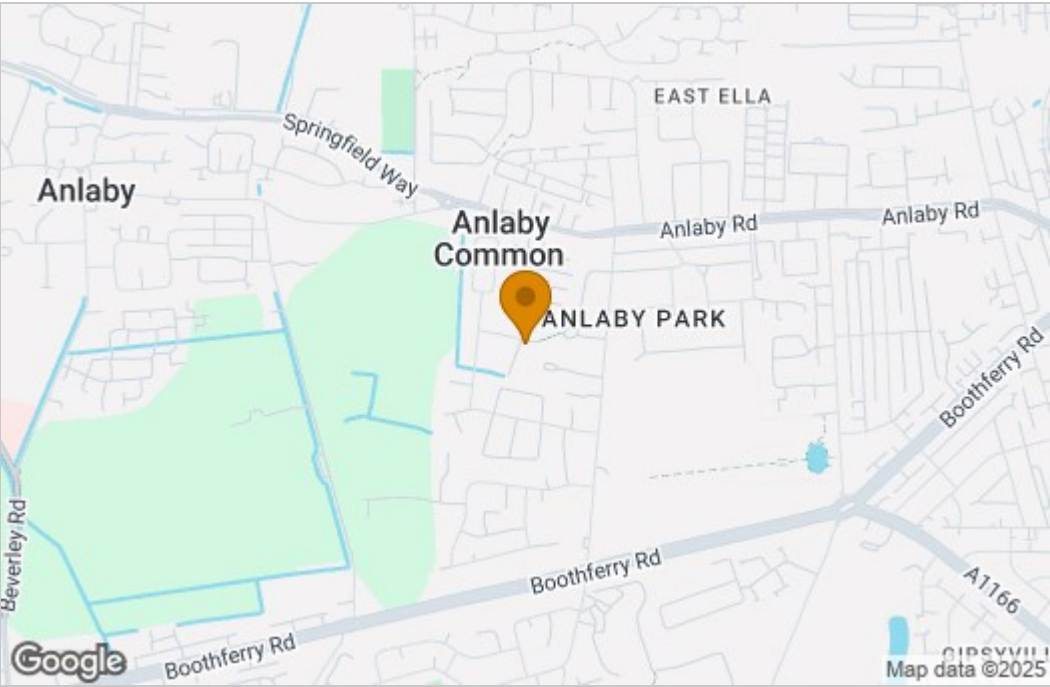 EAST ELLA
Springfield Way
Anlaby
Anlaby Rd
Anlaby
Common
Anlaby Rd
ANLABY PARK
Boothferry Rd
Beverley Rd
Boothferry Rd
A1166
Boothferry Rd
Google
Map data ©2025